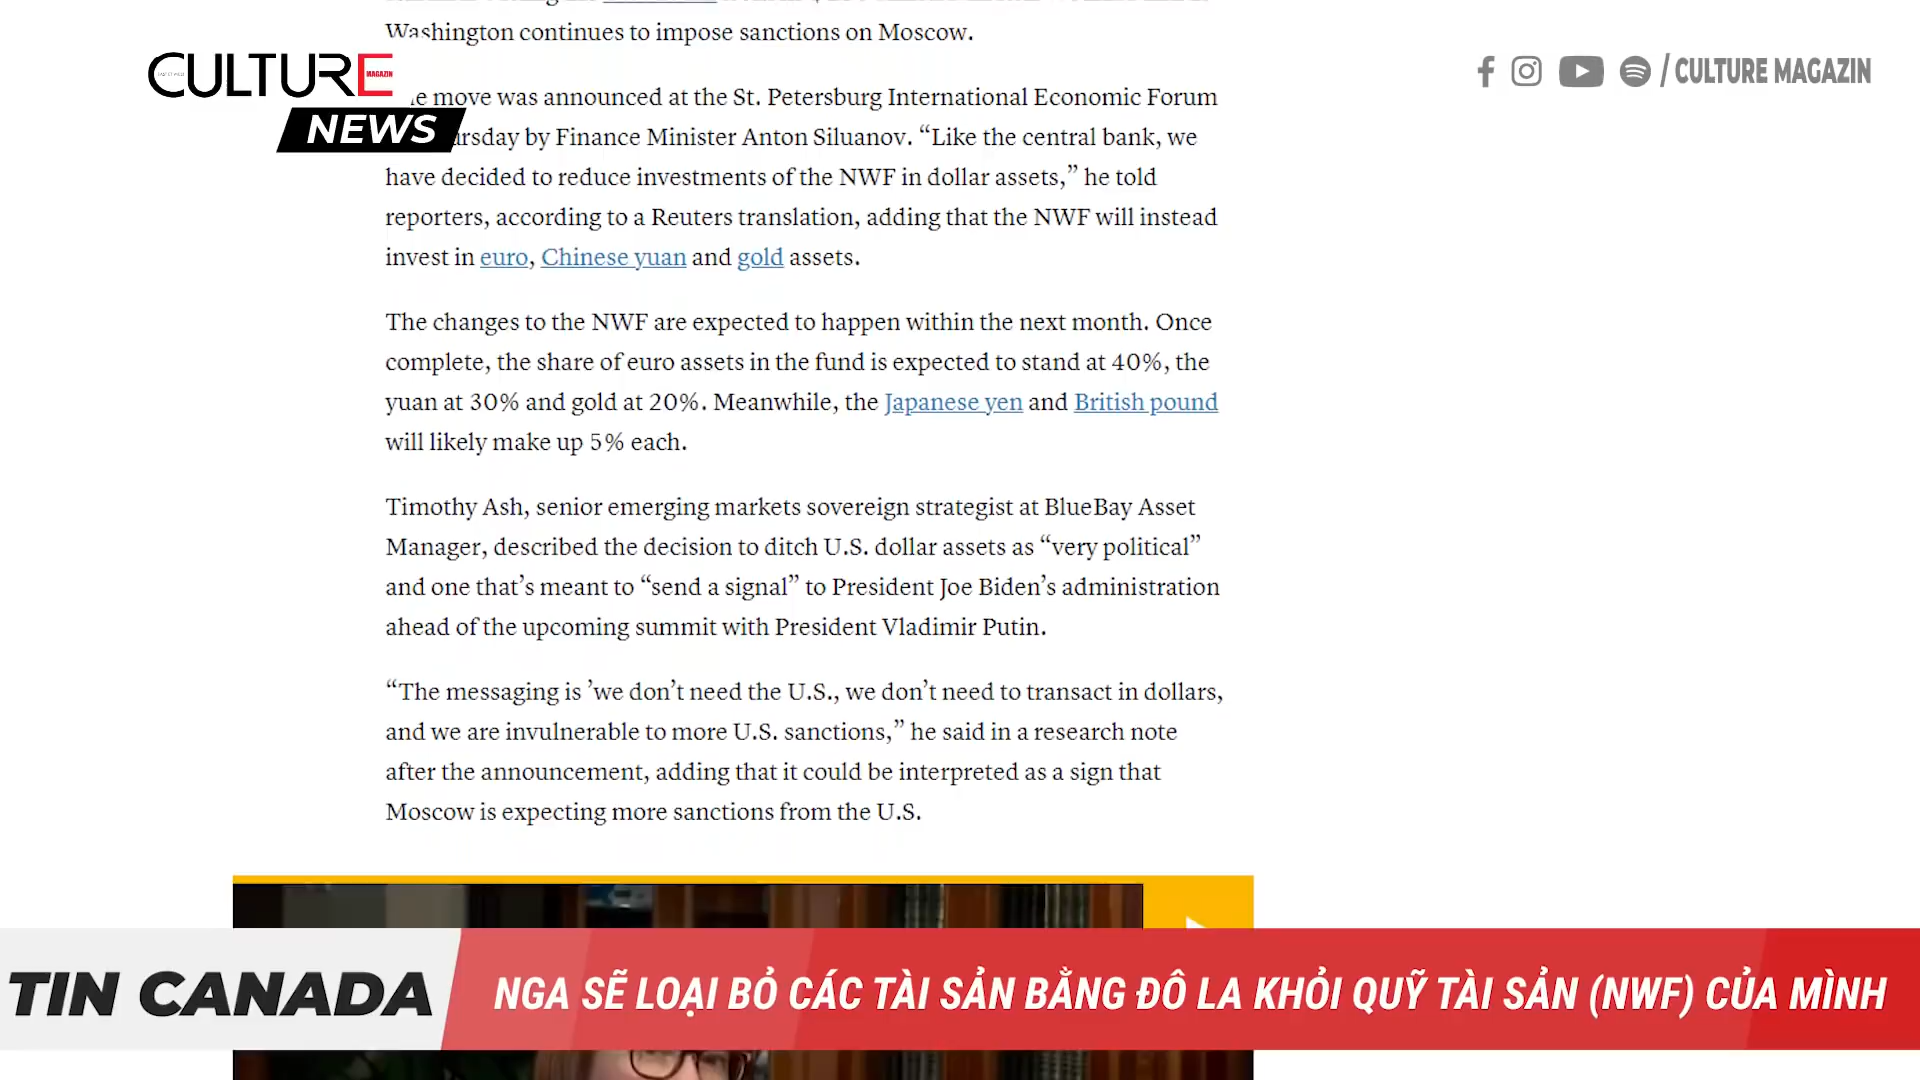 Washington continues to impose sanctions on Moscow.
CULTURE
MAGAZIN
NEWS
/ CULTURE MAGAZIN
move was announced at the St. Petersburg International Economic Forum
by Finance Minister Anton Siluanov. “Like the central bank, we
have decided to reduce investments of the NWF in dollar assets,” he told
reporters, according to a Reuters translation, adding that the NWF will instead
invest in euro, Chinese yuan and gold assets.
The changes to the NWF are expected to happen within the next month. Once
complete, the share of euro assets in the fund is expected to stand at 40%, the
yuan at 30% and gold at 20%. Meanwhile, the Japanese yen and British pound
will likely make up 5% each.
Timothy Ash, senior emerging markets sovereign strategist at BlueBay Asset
Manager, described the decision to ditch U.S. dollar assets as “very political”
and one that’s meant to “send a signal” to President Joe Biden’s administration
ahead of the upcoming summit with President Vladimir Putin.
“The messaging is ’we don’t need the U.S., we don’t need to transact in dollars,
and we are invulnerable to more U.S. sanctions,” he said in a research note
after the announcement, adding that it could be interpreted as a sign that
Moscow is expecting more sanctions from the U.S.
TIN CANADA
NGA SẼ LOẠI BỎ CÁC TÀI SẢN BẰNG ĐÔ LA KHỎI QUỸ TÀI SẢN (NWF) CỦA MÌNH